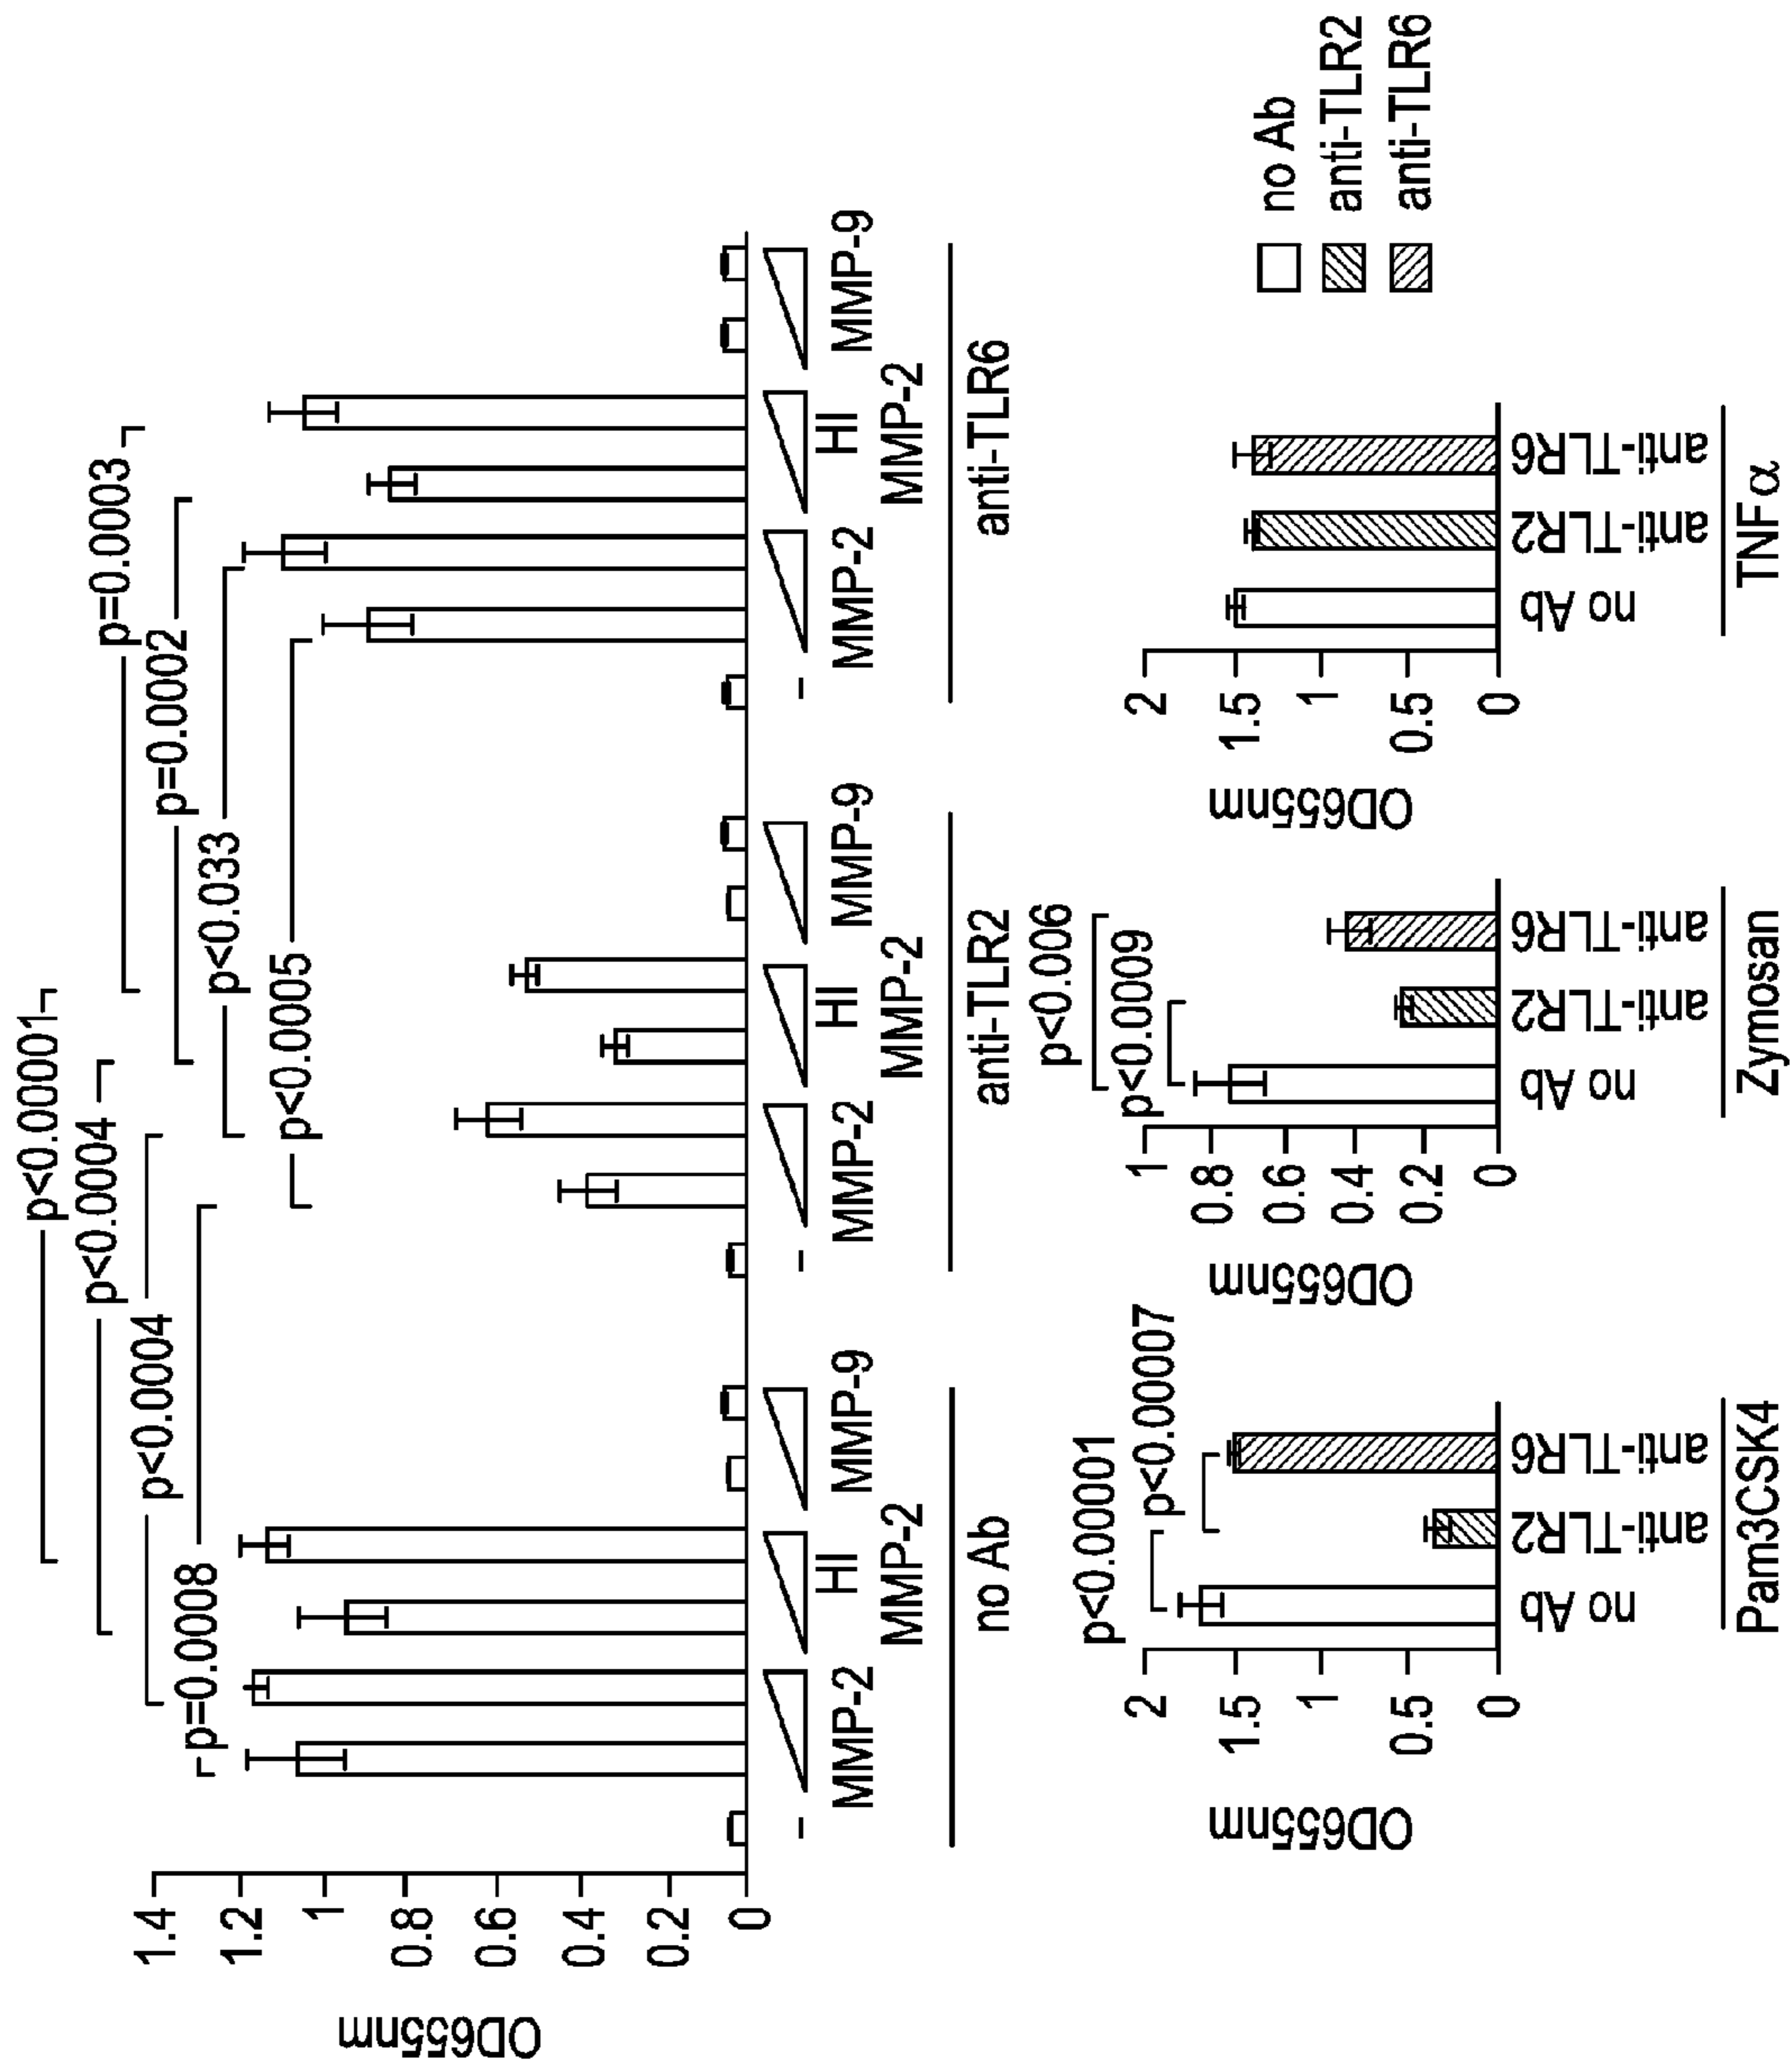 p<0.00001
p<0.0004
p<0.0004
p=0.0008
p=0.0003
p=0.0002
p<0.033
p<0.0005
OD655nm
1.4
1.2
1
0.8
0.6
0.4
0.2
0
– MMP-2 HI MMP-9
MMP-2
no Ab
– MMP-2 HI MMP-9
MMP-2
anti-TLR2
– MMP-2 HI MMP-9
MMP-2
anti-TLR6
p<0.00001
p<0.00007
OD655nm
2
1.5
1
0.5
0
no Ab
anti-TLR2
anti-TLR6
Pam3CSK4
p<0.006
p<0.0009
OD655nm
1
0.8
0.6
0.4
0.2
0
no Ab
anti-TLR2
anti-TLR6
Zymosan
OD655nm
2
1.5
1
0.5
0
no Ab
anti-TLR2
anti-TLR6
TNFα
no Ab
anti-TLR2
anti-TLR6